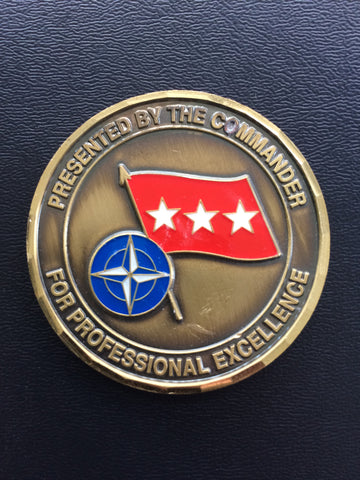 PRESENTED BY THE COMMANDER
FOR PROFESSIONAL EXCELLENCE